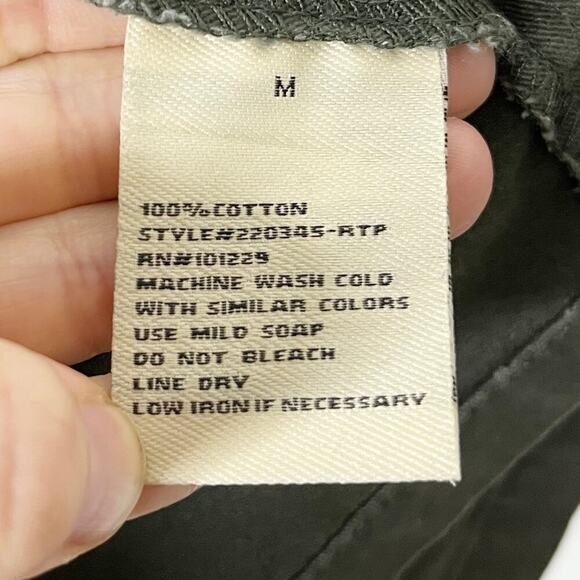 M
100%COTTON
STYLE#220345-RTP
RN#101229
MACHINE WASH COLD
WITH SIMILAR COLORS
USE MILD SOAP
DO NOT BLEACH
LINE DRY
LOW IRON IF NECESSARY